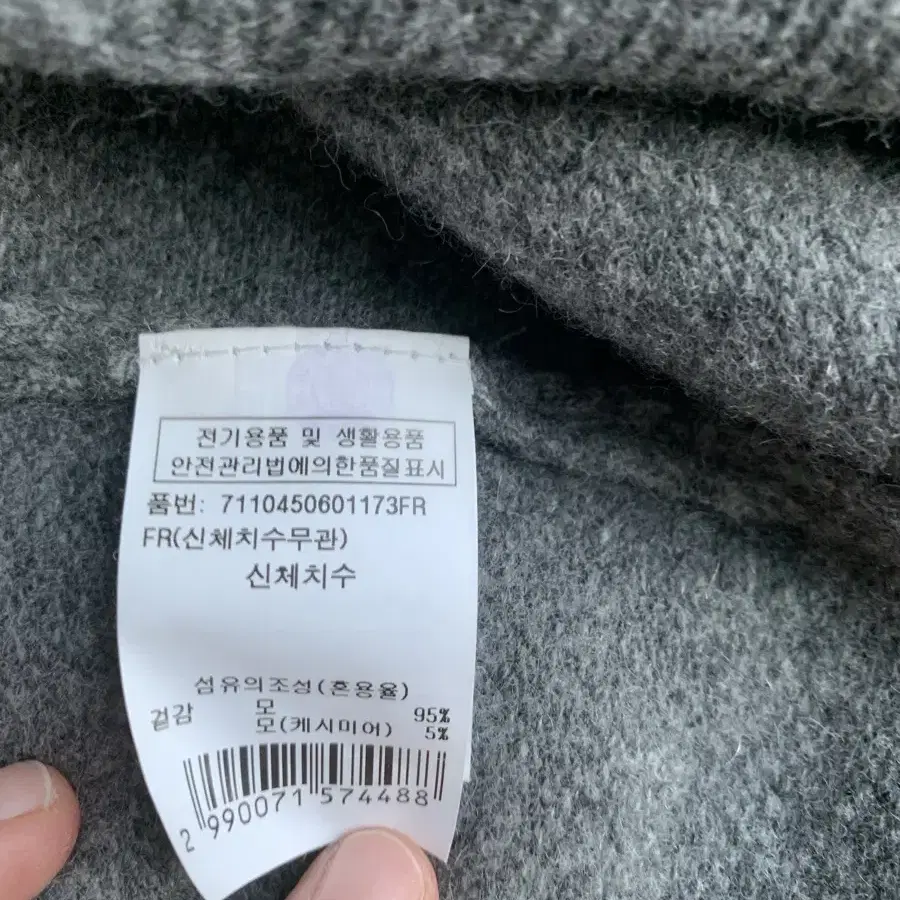 전기용품 및 생활용품
안전관리법에의한품질표시
품번: 7110450601173FR
FR(신체치수무관)
신체치수
섬유의조성(혼용율)
겉감 모 95%
모(케시미어) 5%
2 990071 574488